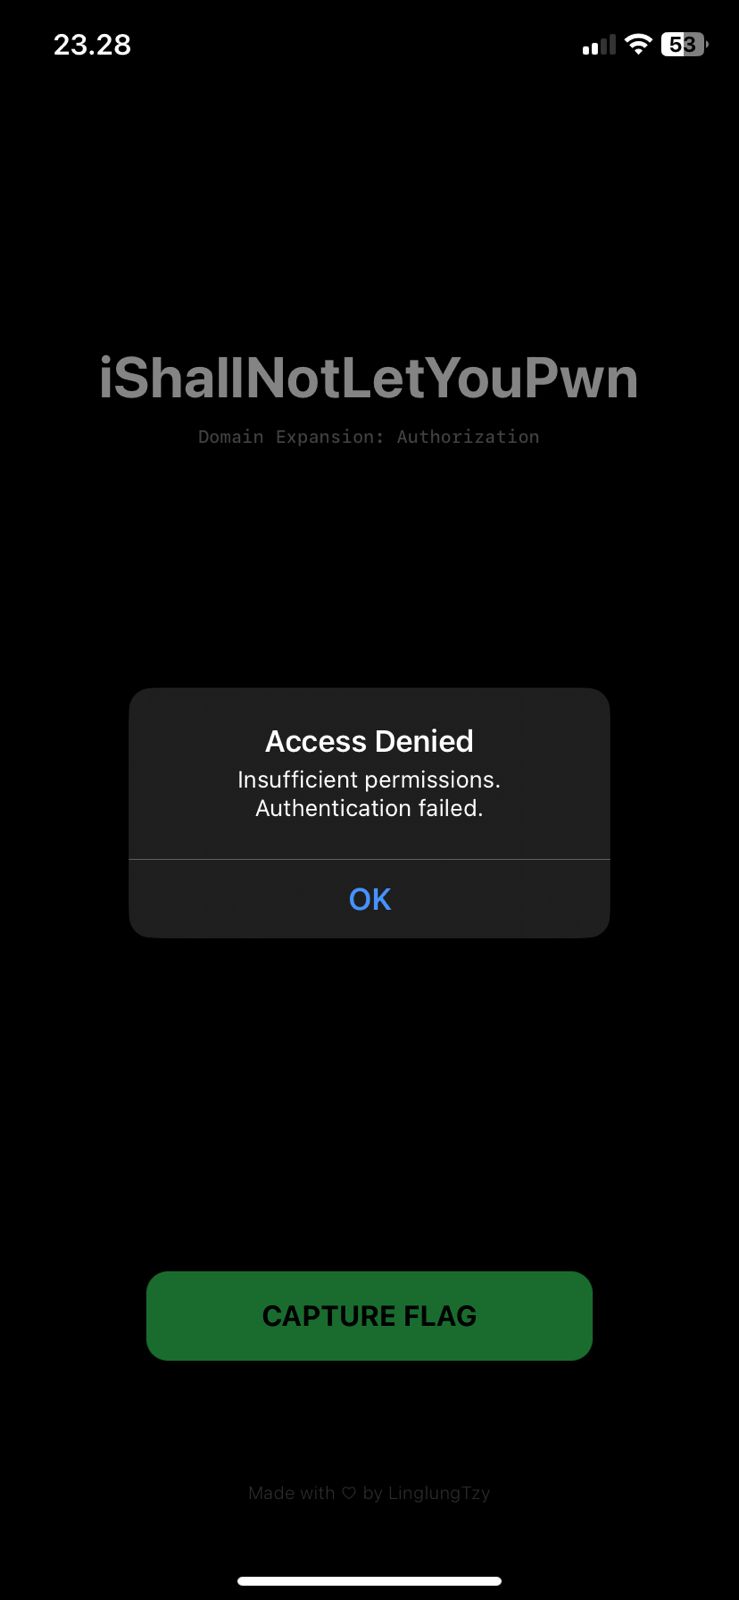 23.28
53
iShallNotLetYouPwn
Domain Expansion: Authorization
Access Denied
Insufficient permissions.
Authentication failed.
OK
CAPTURE FLAG
Made with ♡ by LinglungTzy